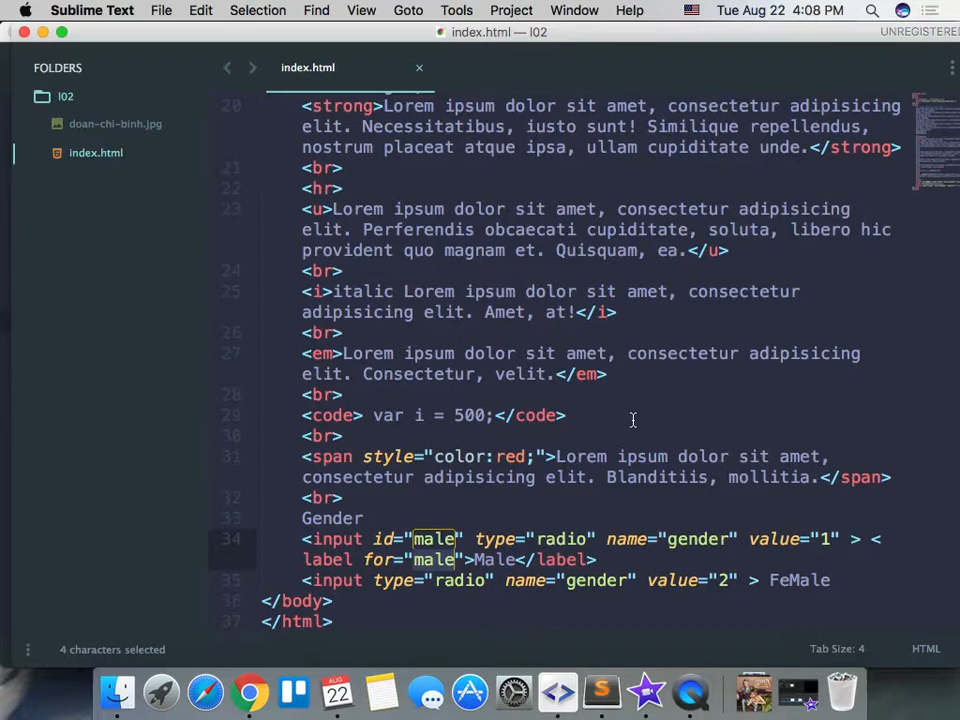 Sublime Text File Edit Selection Find View Goto Tools Project Window Help Tue Aug 22 4:08 PM
index.html — l02 UNREGISTERED
FOLDERS
l02
doan-chi-binh.jpg
index.html
index.html ×
20 <strong>Lorem ipsum dolor sit amet, consectetur adipisicing
elit. Necessitatibus, iusto sunt! Similique repellendus,
nostrum placeat atque ipsa, ullam cupiditate unde.</strong>
21 <br>
22 <hr>
23 <u>Lorem ipsum dolor sit amet, consectetur adipisicing
elit. Perferendis obcaecati cupiditate, soluta, libero hic
provident quo magnam et. Quisquam, ea.</u>
24 <br>
25 <i>italic Lorem ipsum dolor sit amet, consectetur
adipisicing elit. Amet, at!</i>
26 <br>
27 <em>Lorem ipsum dolor sit amet, consectetur adipisicing
elit. Consectetur, velit.</em>
28 <br>
29 <code> var i = 500;</code>
30 <br>
31 <span style="color:red;">Lorem ipsum dolor sit amet,
consectetur adipisicing elit. Blanditiis, mollitia.</span>
32 <br>
33 Gender
34 <input id="male" type="radio" name="gender" value="1" > <
label for="male">Male</label>
35 <input type="radio" name="gender" value="2" > FeMale
36 </body>
37 </html>
4 characters selected Tab Size: 4 HTML
AUG
22